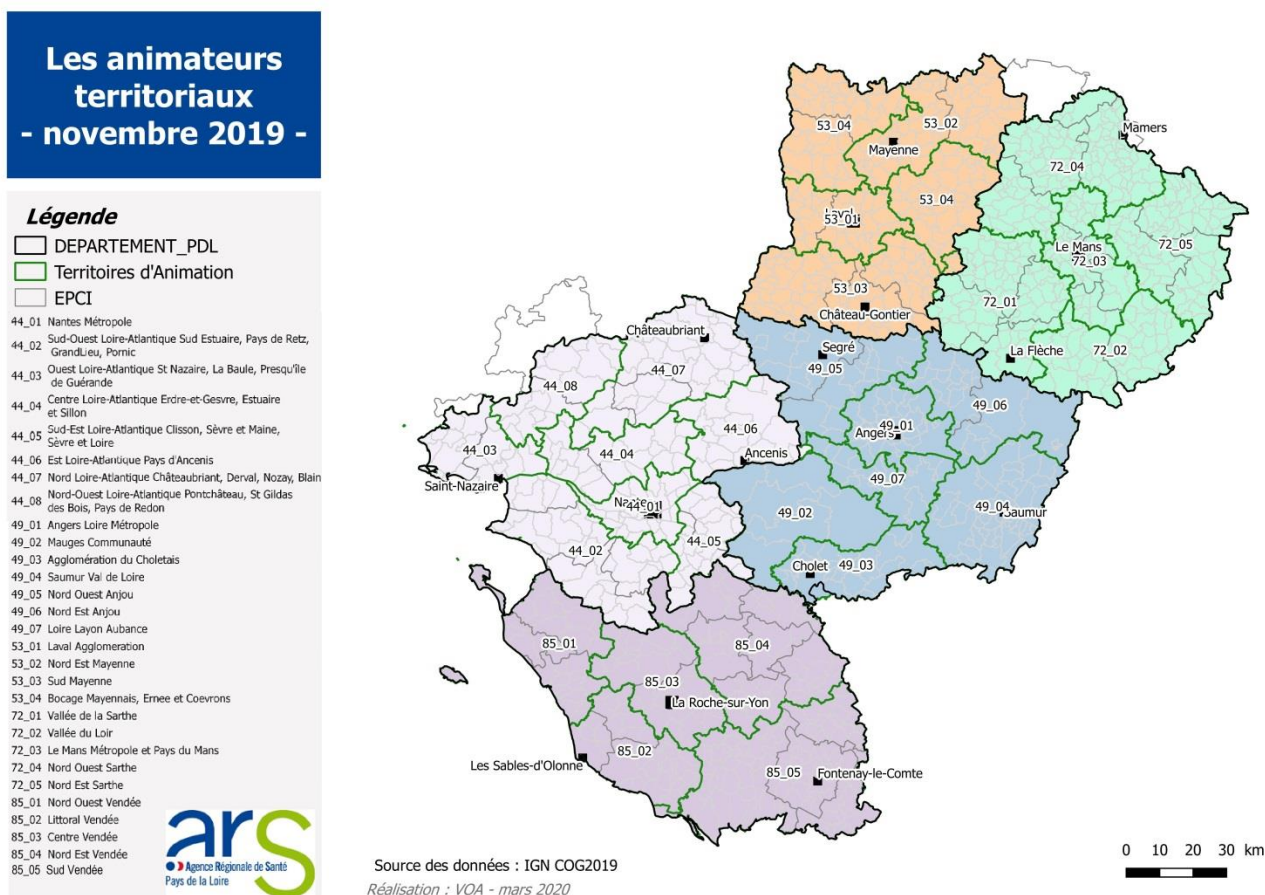 Les animateurs
territoriaux
- novembre 2019 -
Légende
DEPARTEMENT_PDL
Territoires d'Animation
EPCI
44_01 Nantes Métropole
44_02 Sud-Ouest Loire-Atlantique Sud Estuaire, Pays de Retz,
GrandLieu, Pornic
44_03 Ouest Loire-Atlantique St Nazaire, La Baule, Presqu'île
de Guérande
44_04 Centre Loire-Atlantique Erdre-et-Gesvre, Estuaire
et Sillon
44_05 Sud-Est Loire-Atlantique Clisson, Sèvre et Maine,
Sèvre et Loire
44_06 Est Loire-Atlantique Pays d'Ancenis
44_07 Nord Loire-Atlantique Châteaubriant, Derval, Nozay, Blain
44_08 Nord-Ouest Loire-Atlantique Pontchâteau, St Gildas
des Bois, Pays de Redon
49_01 Angers Loire Métropole
49_02 Mauges Communauté
49_03 Agglomération du Choletais
49_04 Saumur Val de Loire
49_05 Nord Ouest Anjou
49_06 Nord Est Anjou
49_07 Loire Layon Aubance
53_01 Laval Agglomeration
53_02 Nord Est Mayenne
53_03 Sud Mayenne
53_04 Bocage Mayennais, Ernee et Coevrons
72_01 Vallée de la Sarthe
72_02 Vallée du Loir
72_03 Le Mans Métropole et Pays du Mans
72_04 Nord Ouest Sarthe
72_05 Nord Est Sarthe
85_01 Nord Ouest Vendée
85_02 Littoral Vendée
85_03 Centre Vendée
85_04 Nord Est Vendée
85_05 Sud Vendée
ars
Agence Régionale de Santé
Pays de la Loire
53_04
53_02
Mayenne
Mamers
72_04
53_04
53_01
Le Mans
72_03
72_05
53_03
Château-Gontier
72_01
Châteaubriant
Segré
49_05
La Flèche
72_02
44_07
44_08
49_06
44_06
49_01
Angers
44_03
44_04
Ancenis
Saint-Nazaire
49_07
44_01
49_02
49_04
Saumur
44_02
44_05
Cholet
49_03
85_01
85_04
85_03
La Roche-sur-Yon
85_02
Les Sables-d'Olonne
85_05
Fontenay-le-Comte
Source des données : IGN COG2019
Réalisation : VOA - mars 2020
0 10 20 30 km